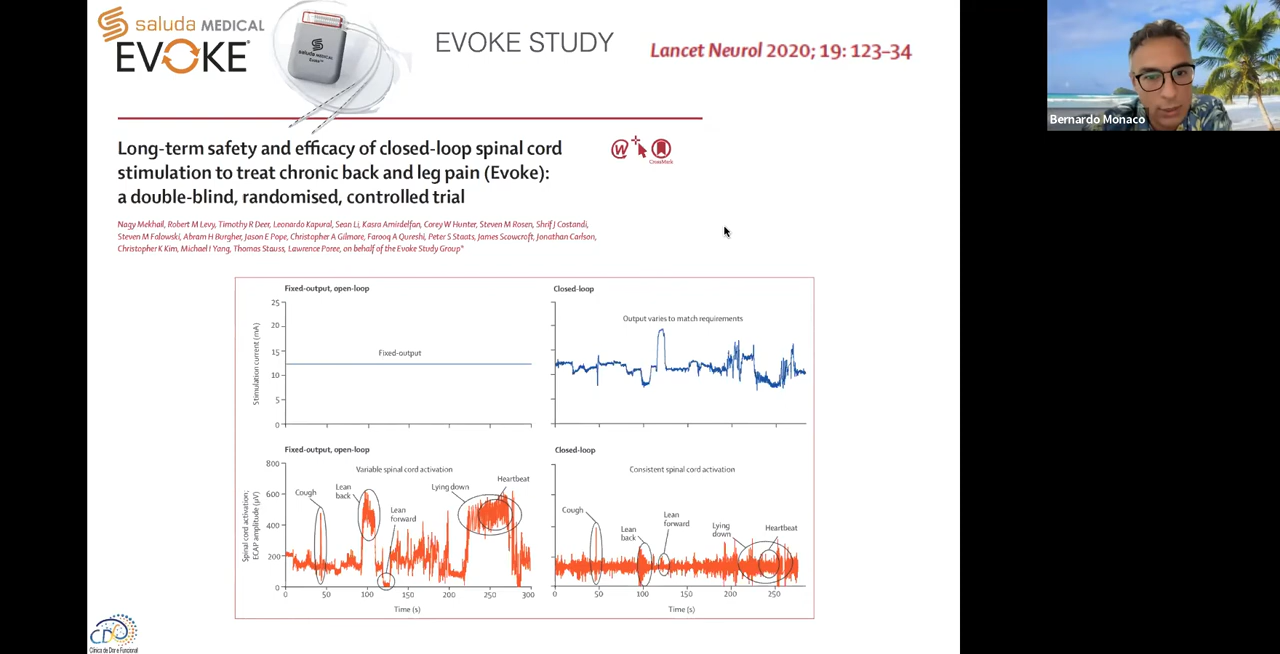 saluda MEDICAL
EVOKE
saluda MEDICAL
Evoke
EVOKE STUDY
Lancet Neurol 2020; 19: 123–34
Bernardo Monaco
Long-term safety and efficacy of closed-loop spinal cord
stimulation to treat chronic back and leg pain (Evoke):
a double-blind, randomised, controlled trial
W
CrossMark
Nagy Mekhail, Robert M Levy, Timothy R Deer, Leonardo Kapural, Sean Li, Kasra Amirdelfan, Corey W Hunter, Steven M Rosen, Shrif J Costandi,
Steven M Falowski, Abram H Burgher, Jason E Pope, Christopher A Gilmore, Farooq A Qureshi, Peter S Staats, James Scowcroft, Jonathan Carlson,
Christopher K Kim, Michael I Yang, Thomas Stauss, Lawrence Poree, on behalf of the Evoke Study Group*
Fixed-output, open-loop
Stimulation current (mA)
25
20
15
10
5
0
Fixed-output
Closed-loop
Output varies to match requirements
Fixed-output, open-loop
Spinal cord activation,
ECAP amplitude (μV)
800
600
400
200
0
Variable spinal cord activation
Cough
Lean
back
Lean
forward
Lying down
Heartbeat
0 50 100 150 200 250 300
Time (s)
Closed-loop
Consistent spinal cord activation
Cough
Lean
back
Lean
forward
Lying
down
Heartbeat
0 50 100 150 200 250
Time (s)
Clínica de Dor e Funcional